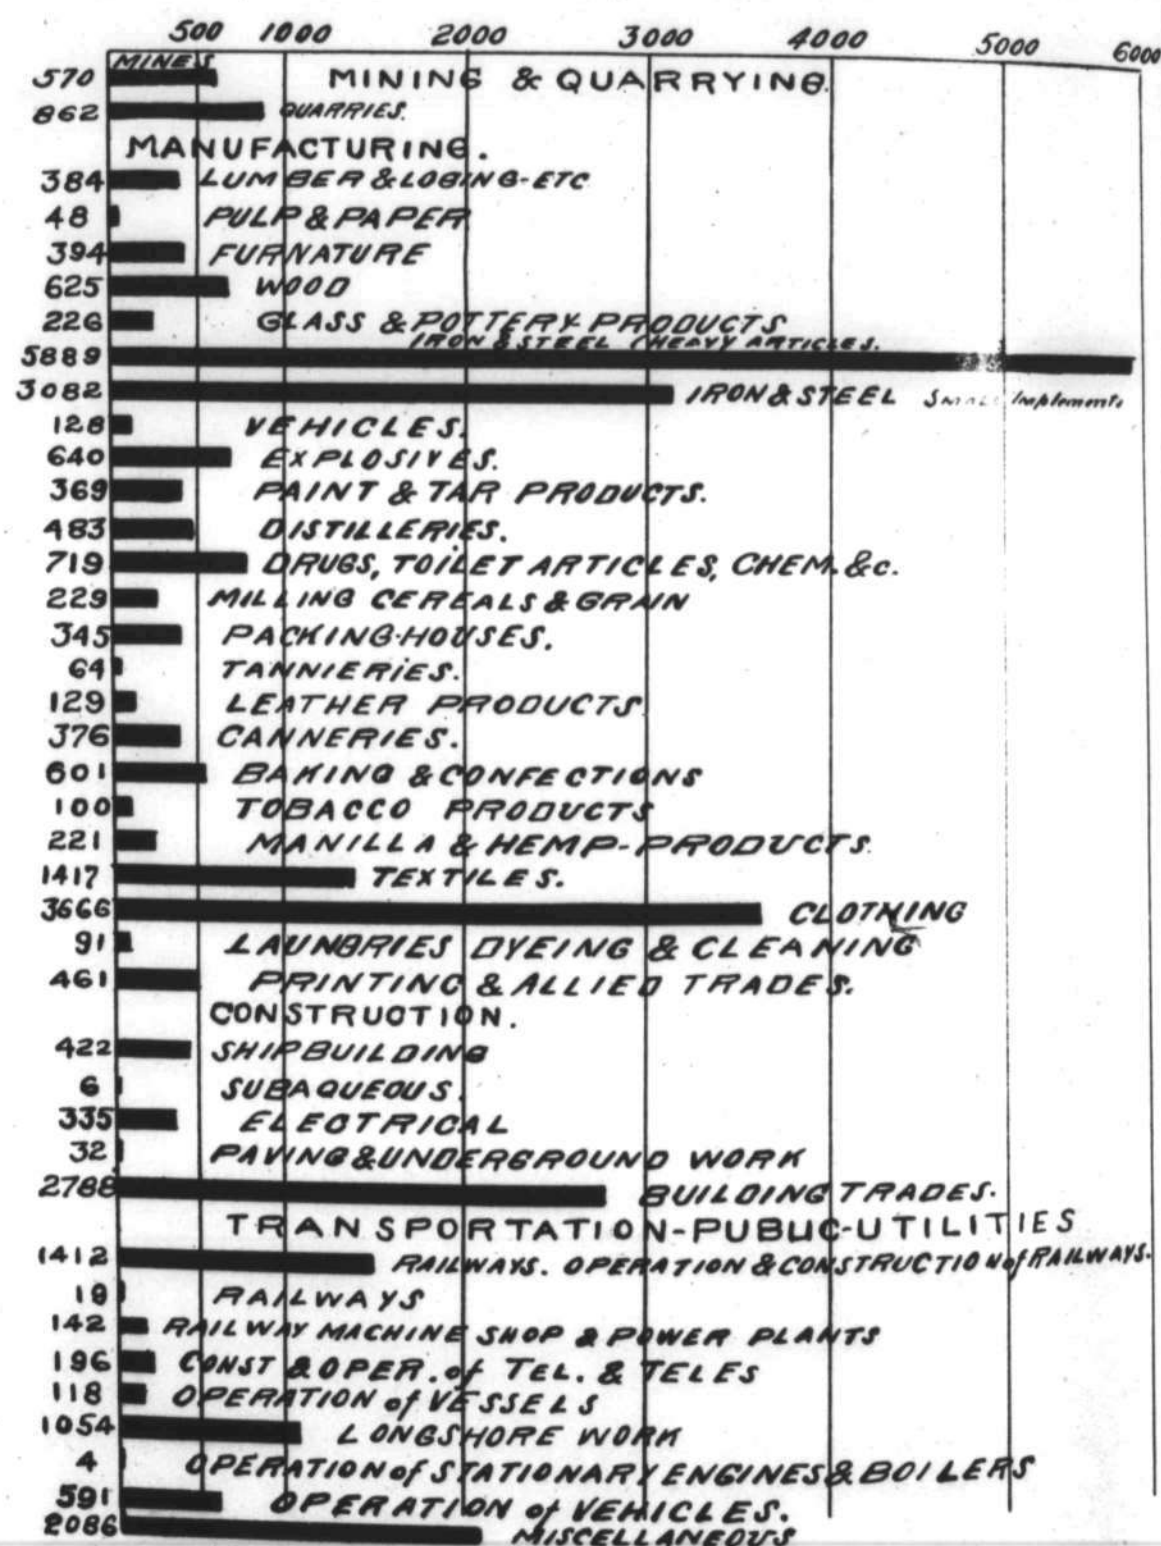 500 1000 2000 3000 4000 5000 6000
MINES
570 MINING & QUARRYING.
862 QUARRIES.
MANUFACTURING.
384 LUMBER & LOGING-ETC
48 PULP & PAPER
394 FURNATURE
625 WOOD
226 GLASS & POTTERY-PRODUCTS
IRON & STEEL (HEAVY ARTICLES.
5889
3082 IRON & STEEL Small Implements
128 VEHICLES.
640 EXPLOSIVES.
369 PAINT & TAR PRODUCTS.
483 DISTILLERIES.
719 DRUGS, TOILET ARTICLES, CHEM. &c.
229 MILLING CEREALS & GRAIN
345 PACKING-HOUSES.
64 TANNIERIES.
129 LEATHER PRODUCTS
376 CANNERIES.
601 BAKING & CONFECTIONS
100 TOBACCO PRODUCTS
221 MANILLA & HEMP-PRODUCTS.
1417 TEXTILES.
3666 CLOTHING
91 LAUNDRIES DYEING & CLEANING
461 PRINTING & ALLIED TRADES.
CONSTRUCTION.
422 SHIPBUILDING
6 SUBAQUEOUS.
335 ELECTRICAL
32 PAVING & UNDERGROUND WORK
2788 BUILDING TRADES.
TRANSPORTATION-PUBLIC-UTILITIES
1412 RAILWAYS. OPERATION & CONSTRUCTION of RAILWAYS.
RAILWAYS
142 RAILWAY MACHINE SHOP & POWER PLANTS
196 CONST & OPER. of TEL. & TELES
118 OPERATION of VESSELS
1054 LONGSHORE WORK
4 OPERATION of STATIONARY ENGINES & BOILERS
591 OPERATION of VEHICLES.
2086 MISCELLANEOUS